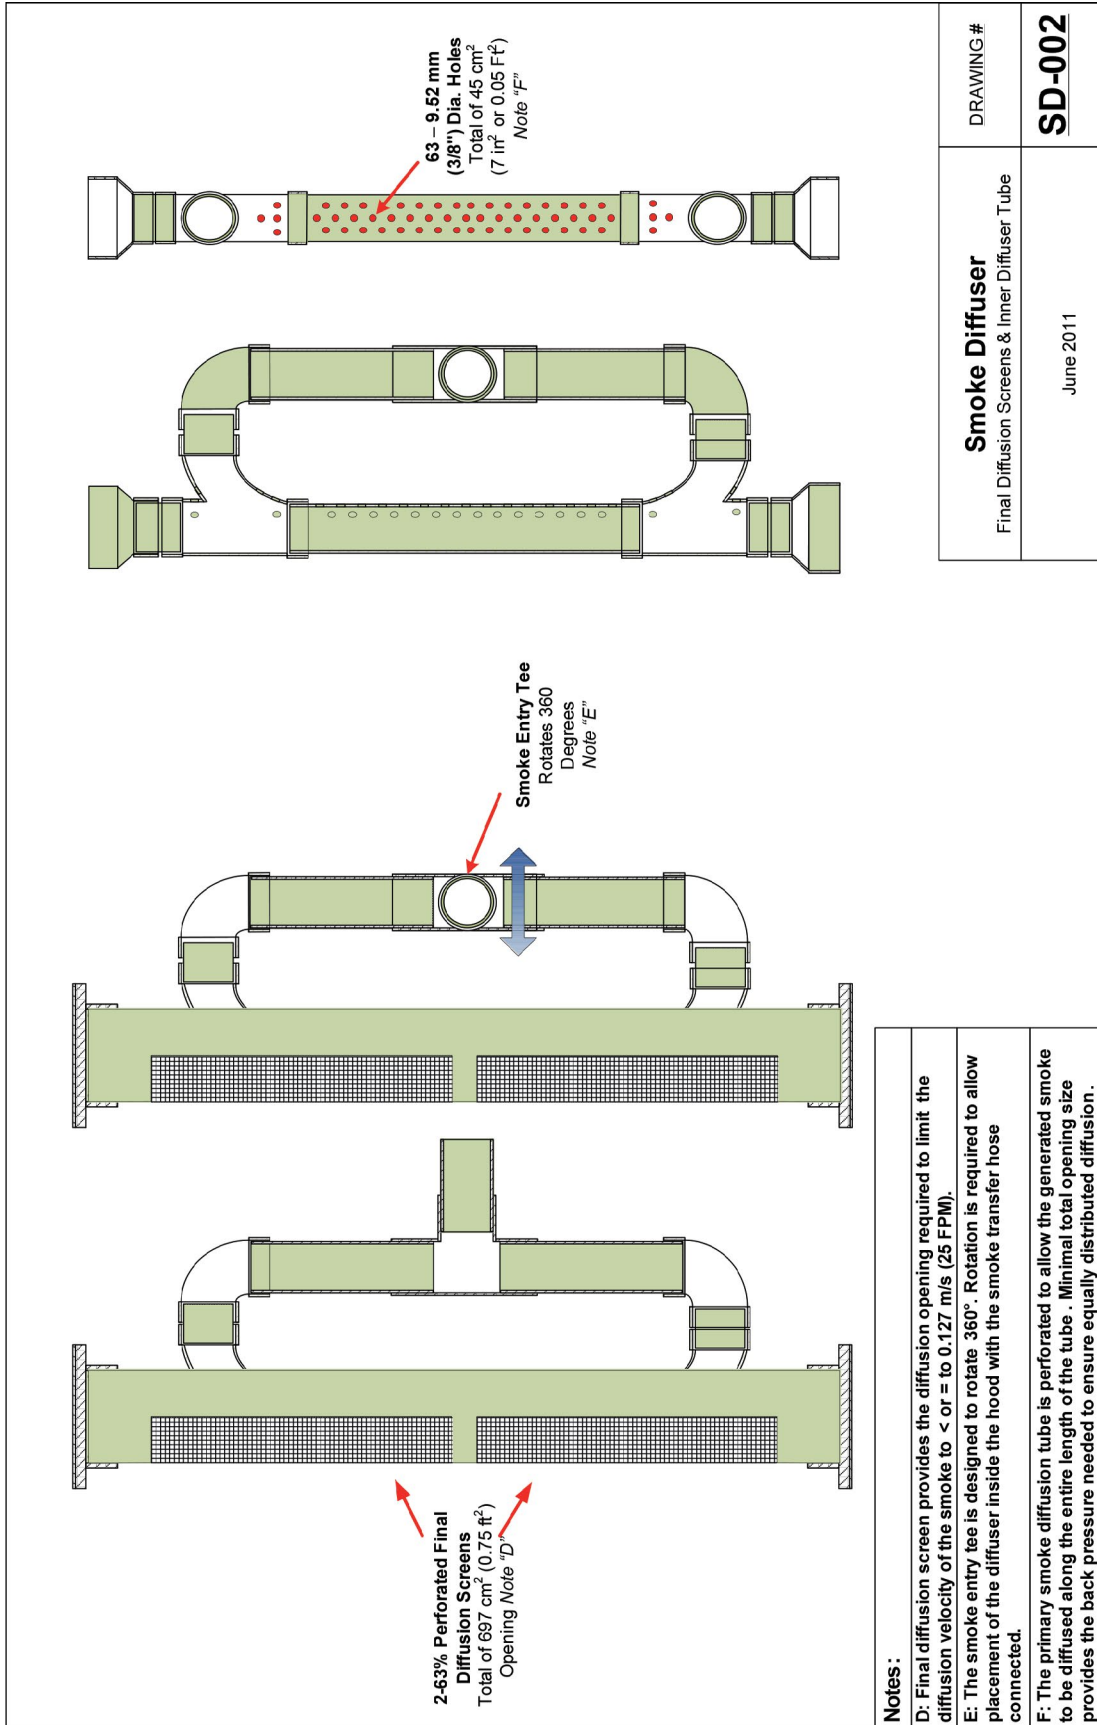 2-63% Perforated Final
Diffusion Screens
Total of 697 cm² (0.75 ft²)
Opening Note "D"
Smoke Entry Tee
Rotates 360
Degrees
Note "E"
63 – 9.52 mm
(3/8") Dia. Holes
Total of 45 cm²
(7 in² or 0.05 Ft²)
Note "F"
Notes:
D: Final diffusion screen provides the diffusion opening required to limit the
diffusion velocity of the smoke to < or = to 0.127 m/s (25 FPM).
E: The smoke entry tee is designed to rotate 360°. Rotation is required to allow
placement of the diffuser inside the hood with the smoke transfer hose
connected.
F: The primary smoke diffusion tube is perforated to allow the generated smoke
to be diffused along the entire length of the tube . Minimal total opening size
provides the back pressure needed to ensure equally distributed diffusion.
Smoke Diffuser
Final Diffusion Screens & Inner Diffuser Tube
June 2011
DRAWING #
SD-002